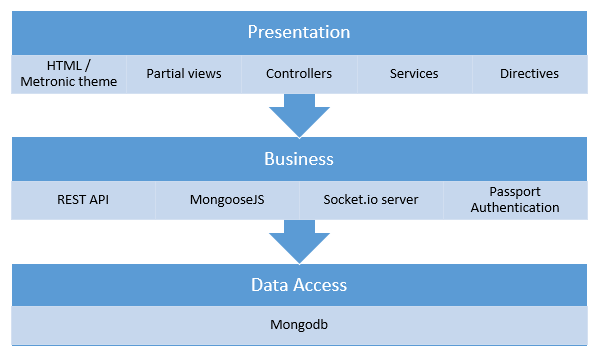 Presentation
HTML /
Metronic theme
Partial views
Controllers
Services
Directives
Business
REST API
MongooseJS
Socket.io server
Passport
Authentication
Data Access
Mongodb